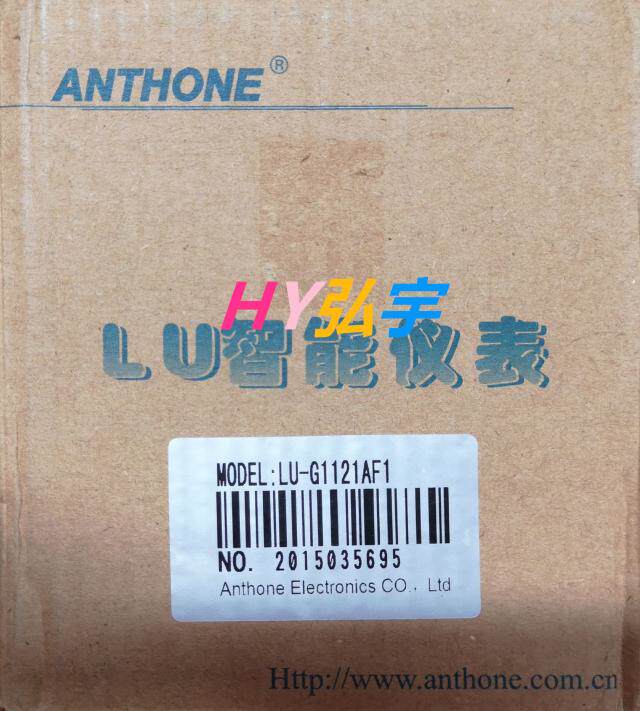 ANTHONE®
HY弘宇
LU智能仪表
MODEL:LU-G1121AF1
NO. 2015035695
Anthone Electronics CO., Ltd
Http://www.anthone.com.cn